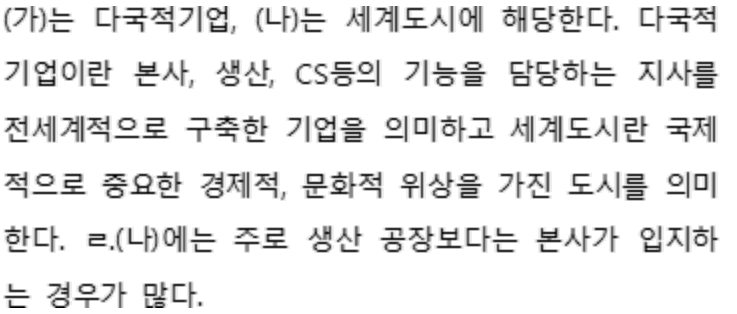 (가)는 다국적기업, (나)는 세계도시에 해당한다. 다국적
기업이란 본사, 생산, CS등의 기능을 담당하는 지사를
전세계적으로 구축한 기업을 의미하고 세계도시란 국제
적으로 중요한 경제적, 문화적 위상을 가진 도시를 의미
한다. ㄹ.(나)에는 주로 생산 공장보다는 본사가 입지하
는 경우가 많다.